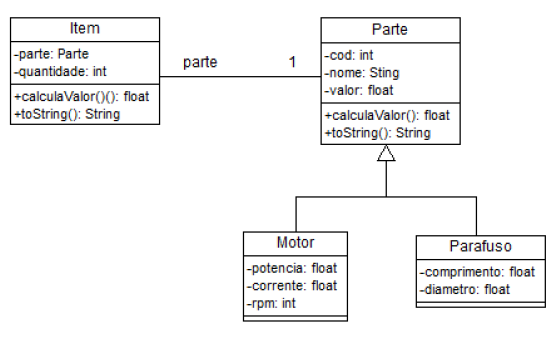 Item
-parte: Parte
-quantidade: int
+calculaValor()(): float
+toString(): String
parte
1
Parte
-cod: int
-nome: Sting
-valor: float
+calculaValor(): float
+toString(): String
Motor
-potencia: float
-corrente: float
-rpm: int
Parafuso
-comprimento: float
-diametro: float